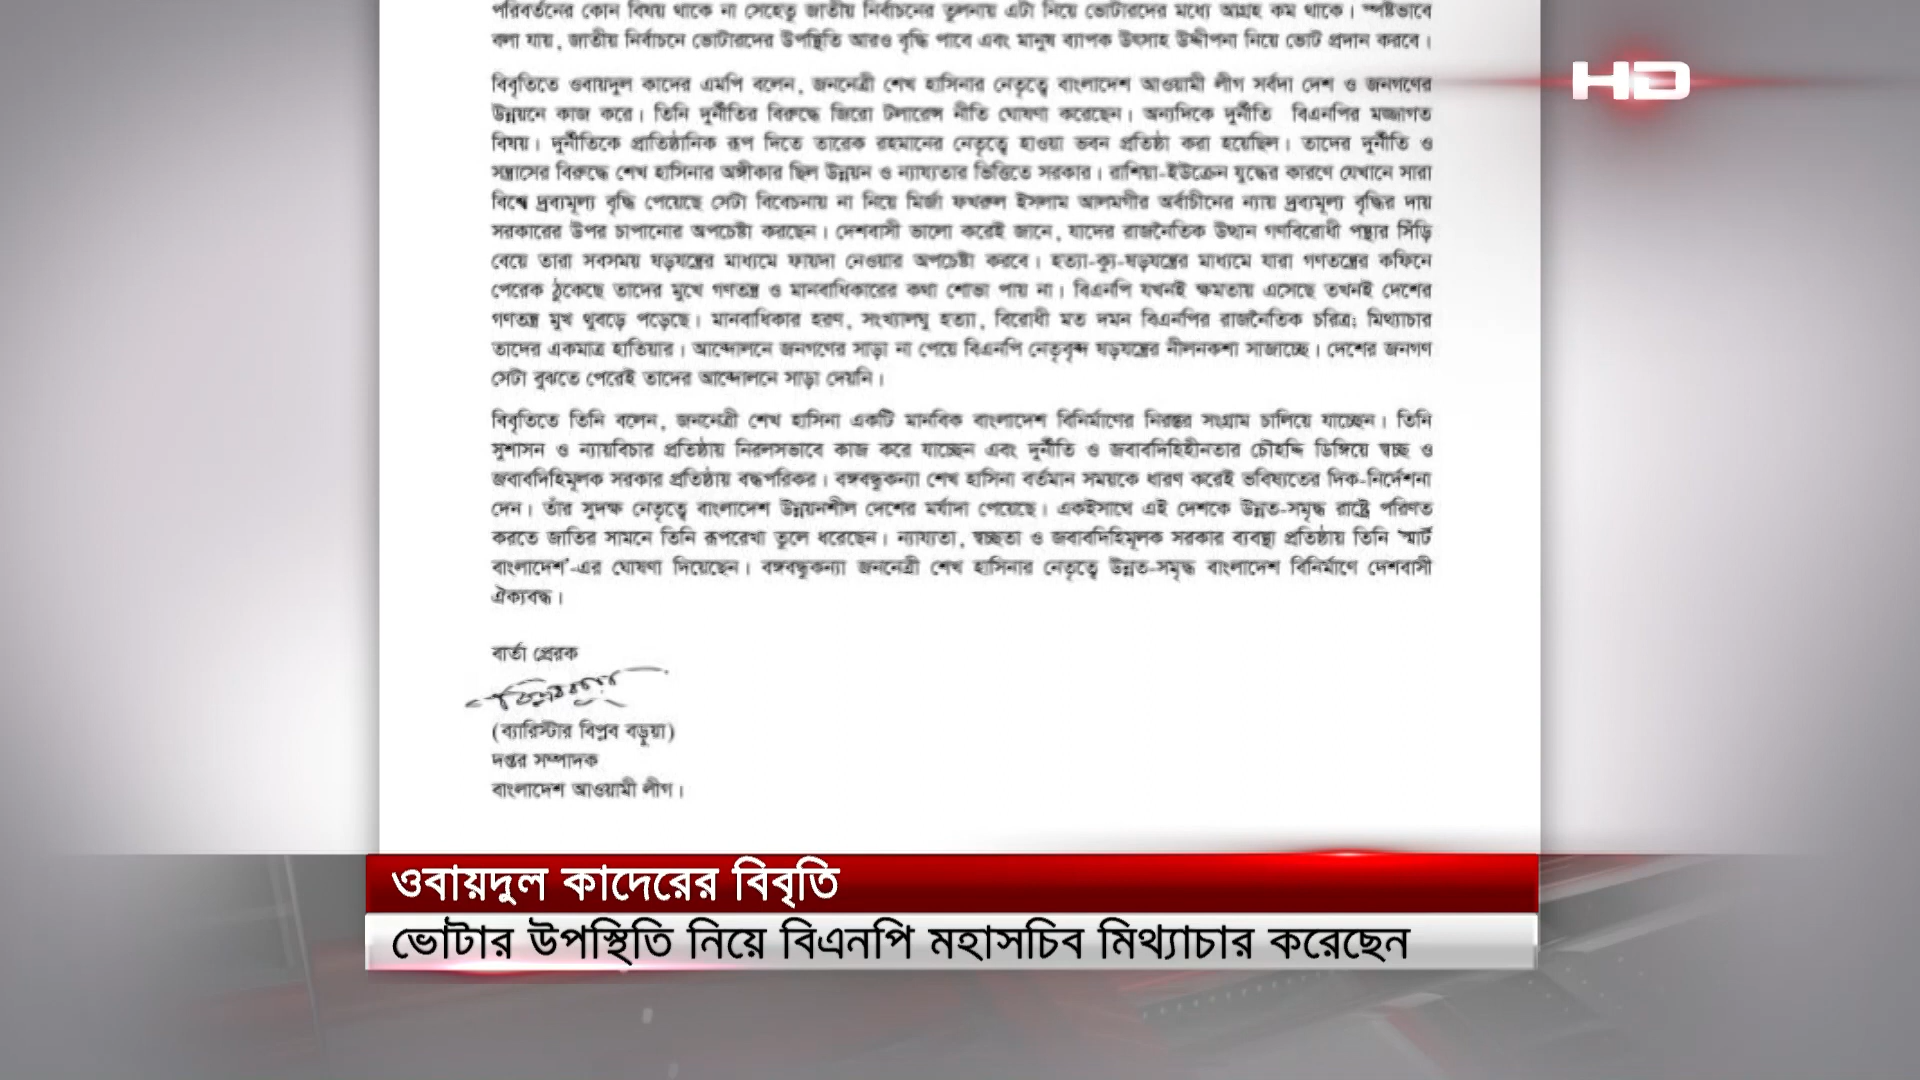 পরিবর্তনের কোন বিষয় থাকে না সেহেতু জাতীয় নির্বাচনের তুলনায় এটা নিয়ে ভোটারদের মধ্যে আগ্রহ কম থাকে। স্পষ্টভাবে
বলা যায়, জাতীয় নির্বাচনে ভোটারদের উপস্থিতি আরও বৃদ্ধি পাবে এবং মানুষ ব্যাপক উৎসাহ উদ্দীপনা নিয়ে ভোট প্রদান করবে।
HD
বিবৃতিতে ওবায়দুল কাদের এমপি বলেন, জননেত্রী শেখ হাসিনার নেতৃত্বে বাংলাদেশ আওয়ামী লীগ সর্বদা দেশ ও জনগণের
উন্নয়নে কাজ করে। তিনি দুর্নীতির বিরুদ্ধে জিরো টলারেন্স নীতি ঘোষণা করেছেন। অন্যদিকে দুর্নীতি বিএনপির মজ্জাগত
বিষয়। দুর্নীতিকে প্রাতিষ্ঠানিক রূপ দিতে তারেক রহমানের নেতৃত্বে হাওয়া ভবন প্রতিষ্ঠা করা হয়েছিল। তাদের দুর্নীতি ও
সন্ত্রাসের বিরুদ্ধে শেখ হাসিনার অঙ্গীকার ছিল উন্নয়ন ও ন্যায্যতার ভিত্তিতে সরকার। রাশিয়া-ইউক্রেন যুদ্ধের কারণে যেখানে সারা
বিশ্বে দ্রব্যমূল্য বৃদ্ধি পেয়েছে সেটা বিবেচনায় না নিয়ে মির্জা ফখরুল ইসলাম আলমগীর অর্বাচীনের ন্যায় দ্রব্যমূল্য বৃদ্ধির দায়
সরকারের উপর চাপানোর অপচেষ্টা করছেন। দেশবাসী ভালো করেই জানে, যাদের রাজনৈতিক উত্থান গণবিরোধী পন্থার সিঁড়ি
বেয়ে তারা সবসময় ষড়যন্ত্রের মাধ্যমে ফায়দা নেওয়ার অপচেষ্টা করবে। হত্যা-ক্যু-ষড়যন্ত্রের মাধ্যমে যারা গণতন্ত্রের কফিনে
পেরেক ঠুকেছে তাদের মুখে গণতন্ত্র ও মানবাধিকারের কথা শোভা পায় না। বিএনপি যখনই ক্ষমতায় এসেছে তখনই দেশের
গণতন্ত্র মুখ থুবড়ে পড়েছে। মানবাধিকার হরণ, সংখ্যালঘু হত্যা, বিরোধী মত দমন বিএনপির রাজনৈতিক চরিত্র; মিথ্যাচার
তাদের একমাত্র হাতিয়ার। আন্দোলনে জনগণের সাড়া না পেয়ে বিএনপি নেতৃবৃন্দ ষড়যন্ত্রের নীলনকশা সাজাচ্ছে। দেশের জনগণ
সেটা বুঝতে পেরেই তাদের আন্দোলনে সাড়া দেয়নি।
বিবৃতিতে তিনি বলেন, জননেত্রী শেখ হাসিনা একটি মানবিক বাংলাদেশ বিনির্মাণের নিরন্তর সংগ্রাম চালিয়ে যাচ্ছেন। তিনি
সুশাসন ও ন্যায়বিচার প্রতিষ্ঠায় নিরলসভাবে কাজ করে যাচ্ছেন এবং দুর্নীতি ও জবাবদিহিহীনতার চৌহদ্দি ডিঙ্গিয়ে স্বচ্ছ ও
জবাবদিহিমূলক সরকার প্রতিষ্ঠায় বদ্ধপরিকর। বঙ্গবন্ধুকন্যা শেখ হাসিনা বর্তমান সময়কে ধারণ করেই ভবিষ্যতের দিক-নির্দেশনা
দেন। তাঁর সুদক্ষ নেতৃত্বে বাংলাদেশ উন্নয়নশীল দেশের মর্যাদা পেয়েছে। একইসাথে এই দেশকে উন্নত-সমৃদ্ধ রাষ্ট্রে পরিণত
করতে জাতির সামনে তিনি রূপরেখা তুলে ধরেছেন। ন্যায্যতা, স্বচ্ছতা ও জবাবদিহিমূলক সরকার ব্যবস্থা প্রতিষ্ঠায় তিনি 'স্মার্ট
বাংলাদেশ'-এর ঘোষণা দিয়েছেন। বঙ্গবন্ধুকন্যা জননেত্রী শেখ হাসিনার নেতৃত্বে উন্নত-সমৃদ্ধ বাংলাদেশ বিনির্মাণে দেশবাসী
ঐক্যবদ্ধ।
বার্তা প্রেরক
(ব্যারিস্টার বিপ্লব বড়ুয়া)
দপ্তর সম্পাদক
বাংলাদেশ আওয়ামী লীগ।
ওবায়দুল কাদেরের বিবৃতি
ভোটার উপস্থিতি নিয়ে বিএনপি মহাসচিব মিথ্যাচার করেছেন